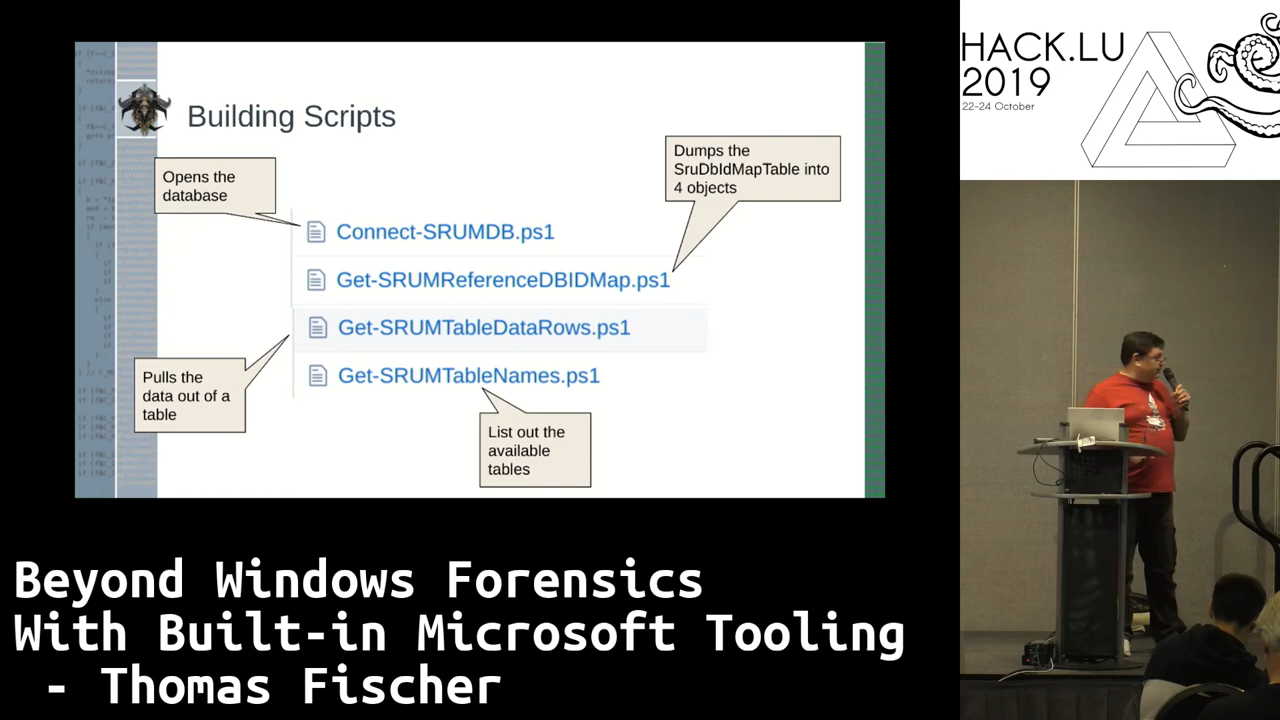 Building Scripts
Opens the
database
Dumps the
SruDbIdMapTable into
4 objects
Connect-SRUMDB.ps1
Get-SRUMReferenceDBIDMap.ps1
Get-SRUMTableDataRows.ps1
Get-SRUMTableNames.ps1
Pulls the
data out of a
table
List out the
available
tables
HACK.LU
2019
22-24 October
Beyond Windows Forensics
With Built-in Microsoft Tooling
- Thomas Fischer